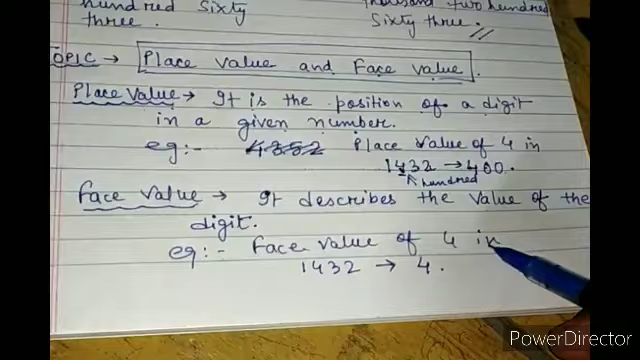 hundred Sixty
three.
thousand two hundred
Sixty three.
TOPIC → Place value and Face value.
Place Value → It is the position of a digit
in a given number.
eg:- 4352 Place value of 4 in
1432 → 400.
hundred
Face Value → It describes the value of the
digit.
eg:- Face value of 4 in
1432 → 4.
PowerDirector